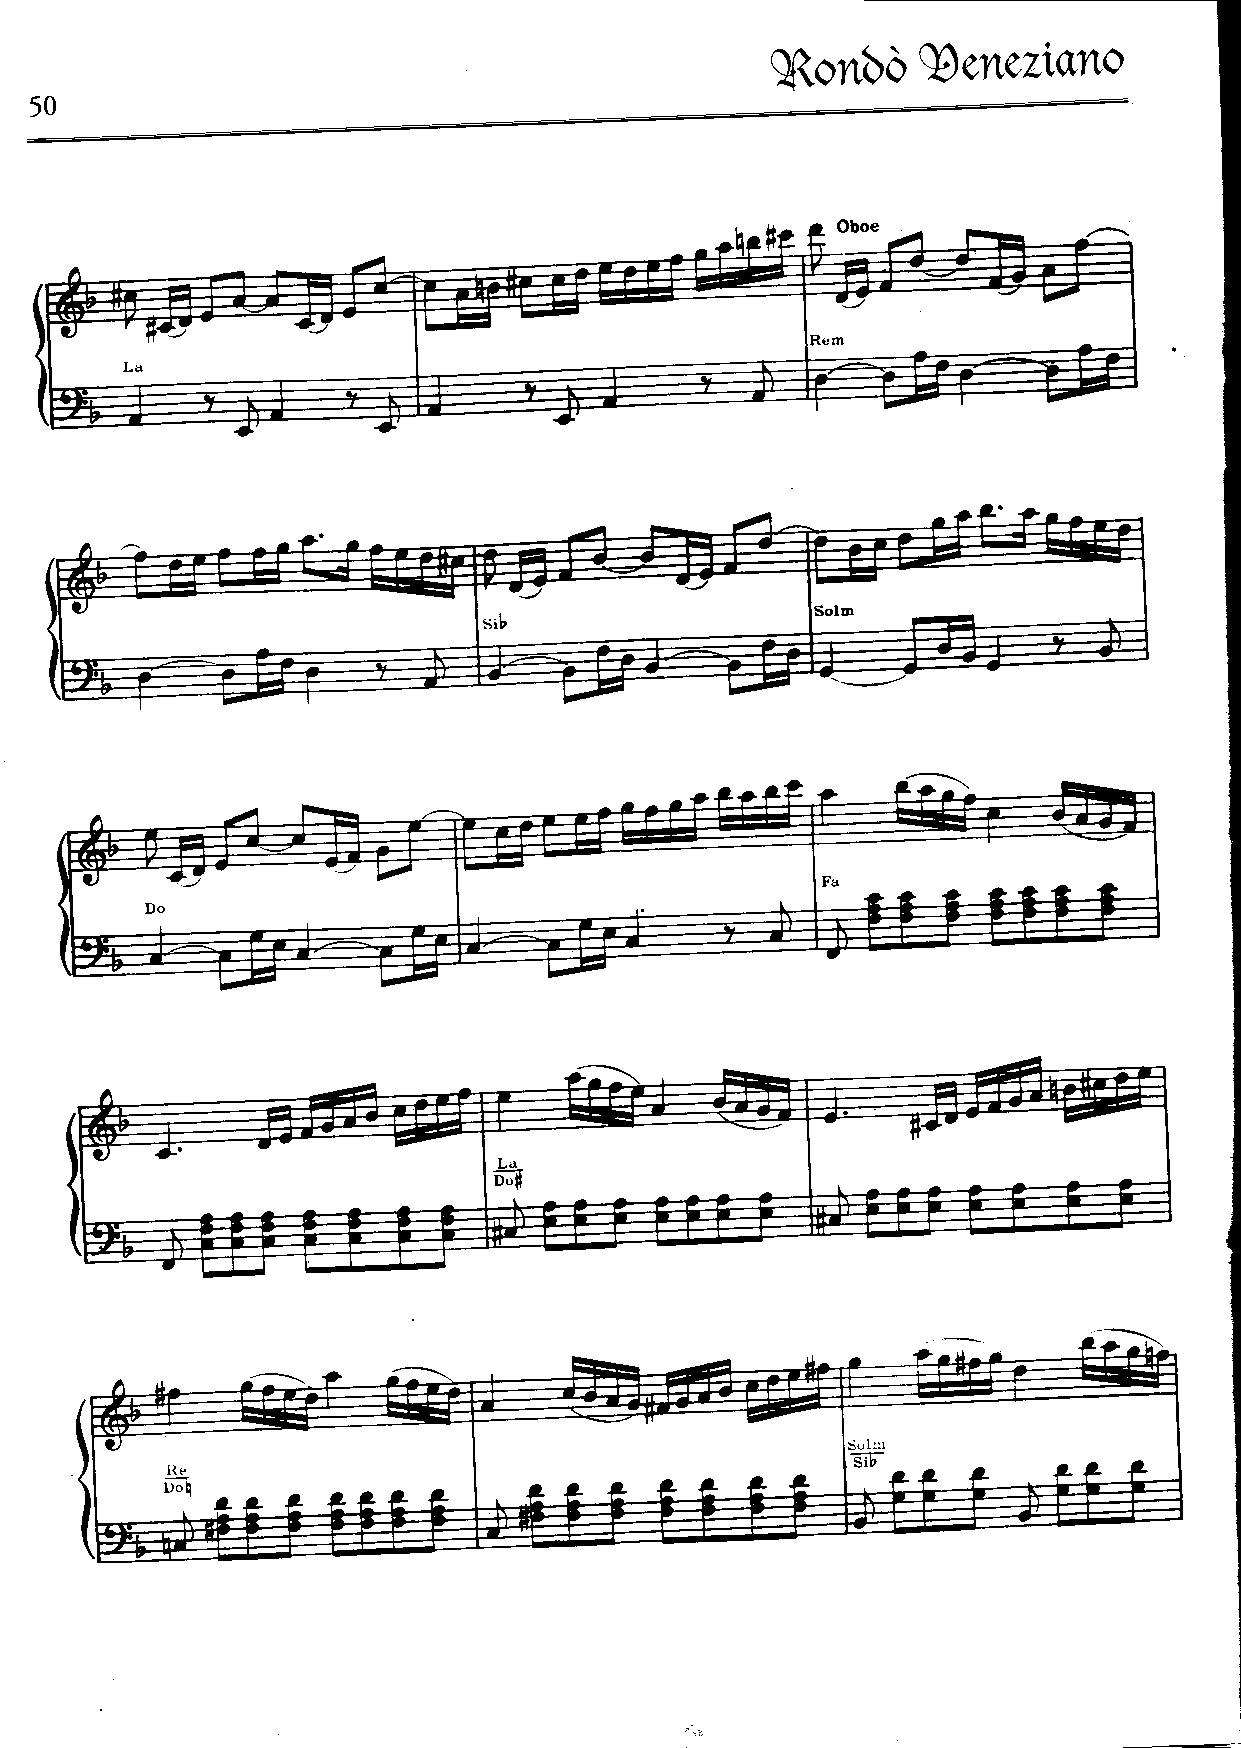 Rondò Veneziano
50
Oboe
La
Rem
Sib
Solm
Do
Fa
La
Do#
Re
Do♮
Solm
Sib